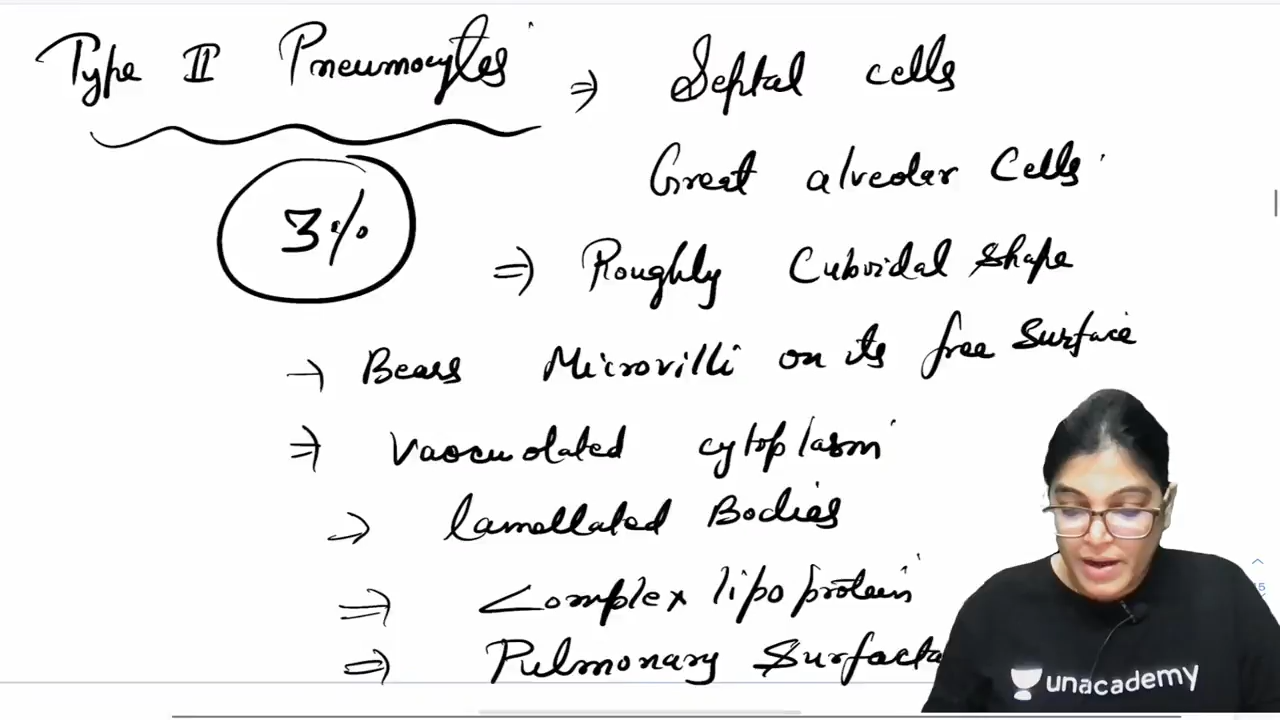 Type II Pneumocytes ⇒ Septal cells
Great alveolar Cells
3%
⇒ Roughly Cuboidal shape
→ Bears Microvilli on its free surface
⇒ Vaocuolated cytoplasm
→ lamellated Bodies
⇒ Complex lipoprotein
⇒ Pulmonary Surfacta
unacademy